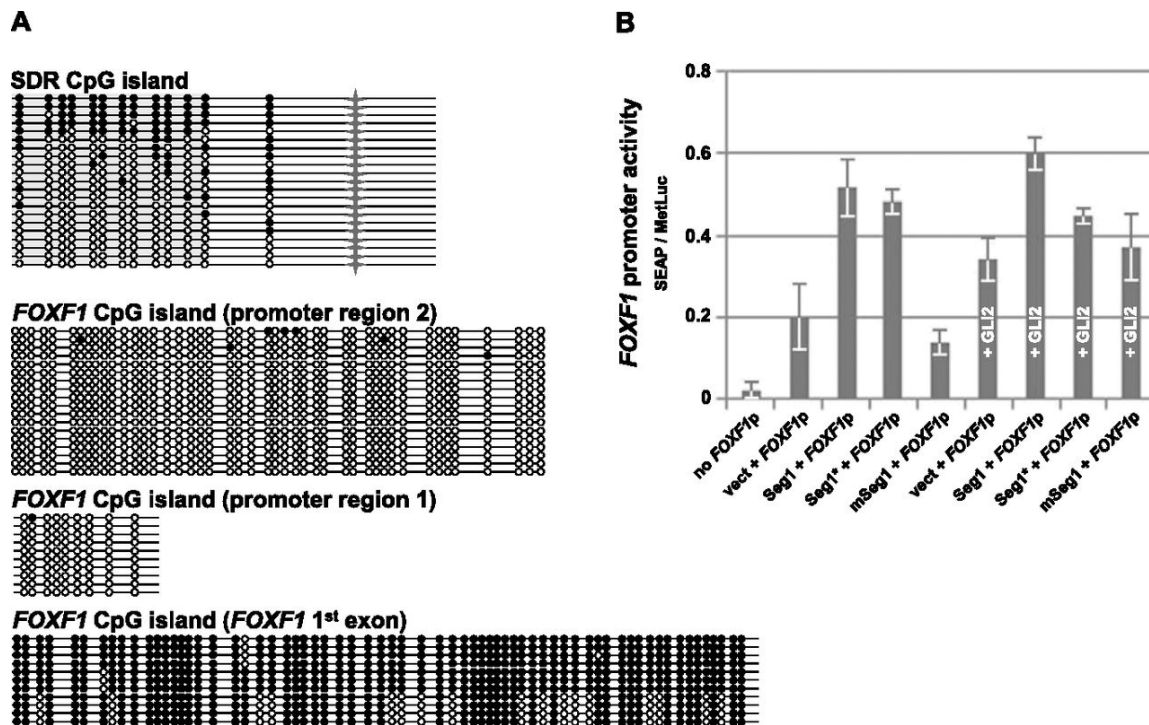 A
SDR CpG island
FOXF1 CpG island (promoter region 2)
FOXF1 CpG island (promoter region 1)
FOXF1 CpG island (FOXF1 1st exon)
B
FOXF1 promoter activity
SEAP / MetLuc
0.8
0.6
0.4
0.2
0
+ GLI2
+ GLI2
+ GLI2
+ GLI2
no FOXF1p
vect + FOXF1p
Seg1 + FOXF1p
Seg1* + FOXF1p
mSeg1 + FOXF1p
vect + FOXF1p
Seg1 + FOXF1p
Seg1* + FOXF1p
mSeg1 + FOXF1p